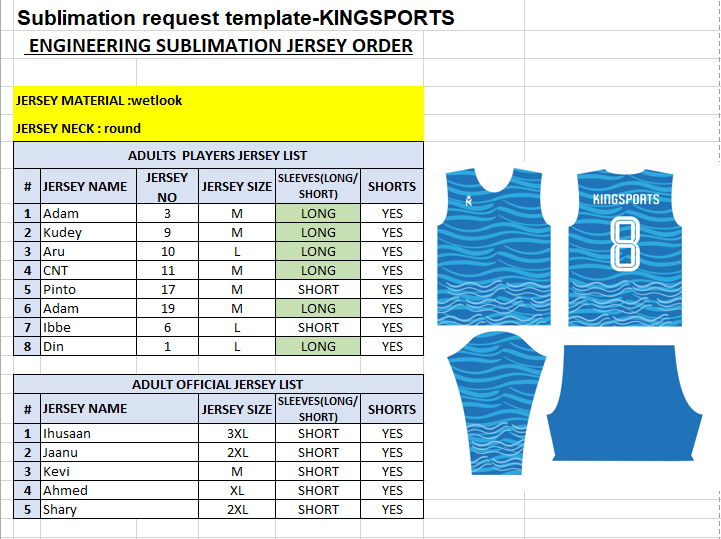 Sublimation request template-KINGSPORTS
ENGINEERING SUBLIMATION JERSEY ORDER
JERSEY MATERIAL :wetlook
JERSEY NECK : round
ADULTS PLAYERS JERSEY LIST
# JERSEY NAME JERSEY NO JERSEY SIZE SLEEVES(LONG/SHORT) SHORTS
1 Adam 3 M LONG YES
2 Kudey 9 M LONG YES
3 Aru 10 L LONG YES
4 CNT 11 M LONG YES
5 Pinto 17 M SHORT YES
6 Adam 19 M LONG YES
7 Ibbe 6 L SHORT YES
8 Din 1 L LONG YES
ADULT OFFICIAL JERSEY LIST
# JERSEY NAME JERSEY SIZE SLEEVES(LONG/SHORT) SHORTS
1 Ihusaan 3XL SHORT YES
2 Jaanu 2XL SHORT YES
3 Kevi M SHORT YES
4 Ahmed XL SHORT YES
5 Shary 2XL SHORT YES
KINGSPORTS
8